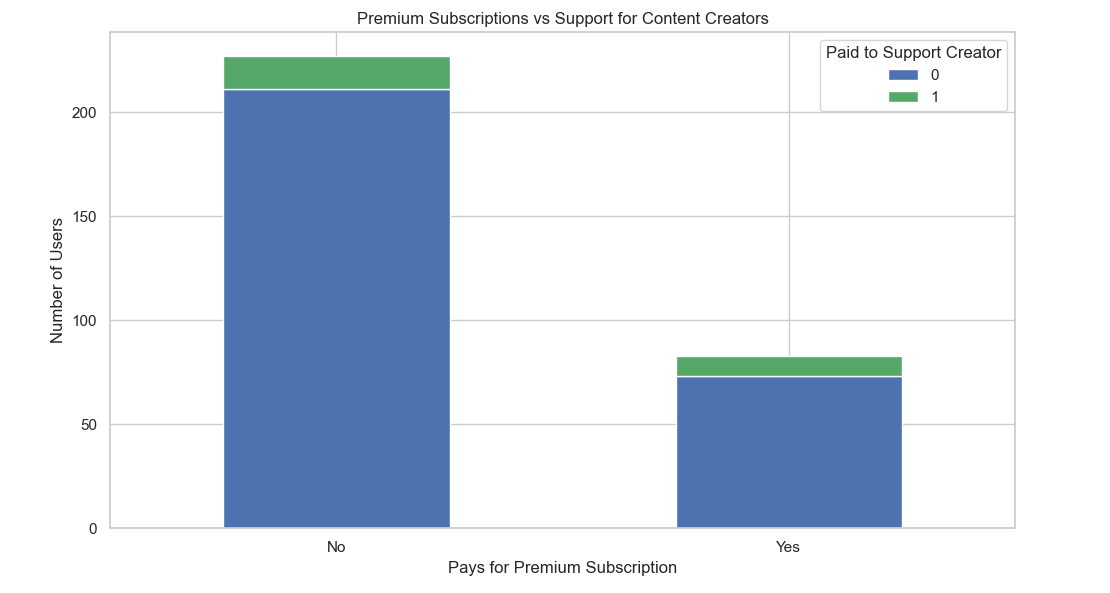 Premium Subscriptions vs Support for Content Creators
Paid to Support Creator
0
1
200
150
100
50
0
Number of Users
No
Yes
Pays for Premium Subscription